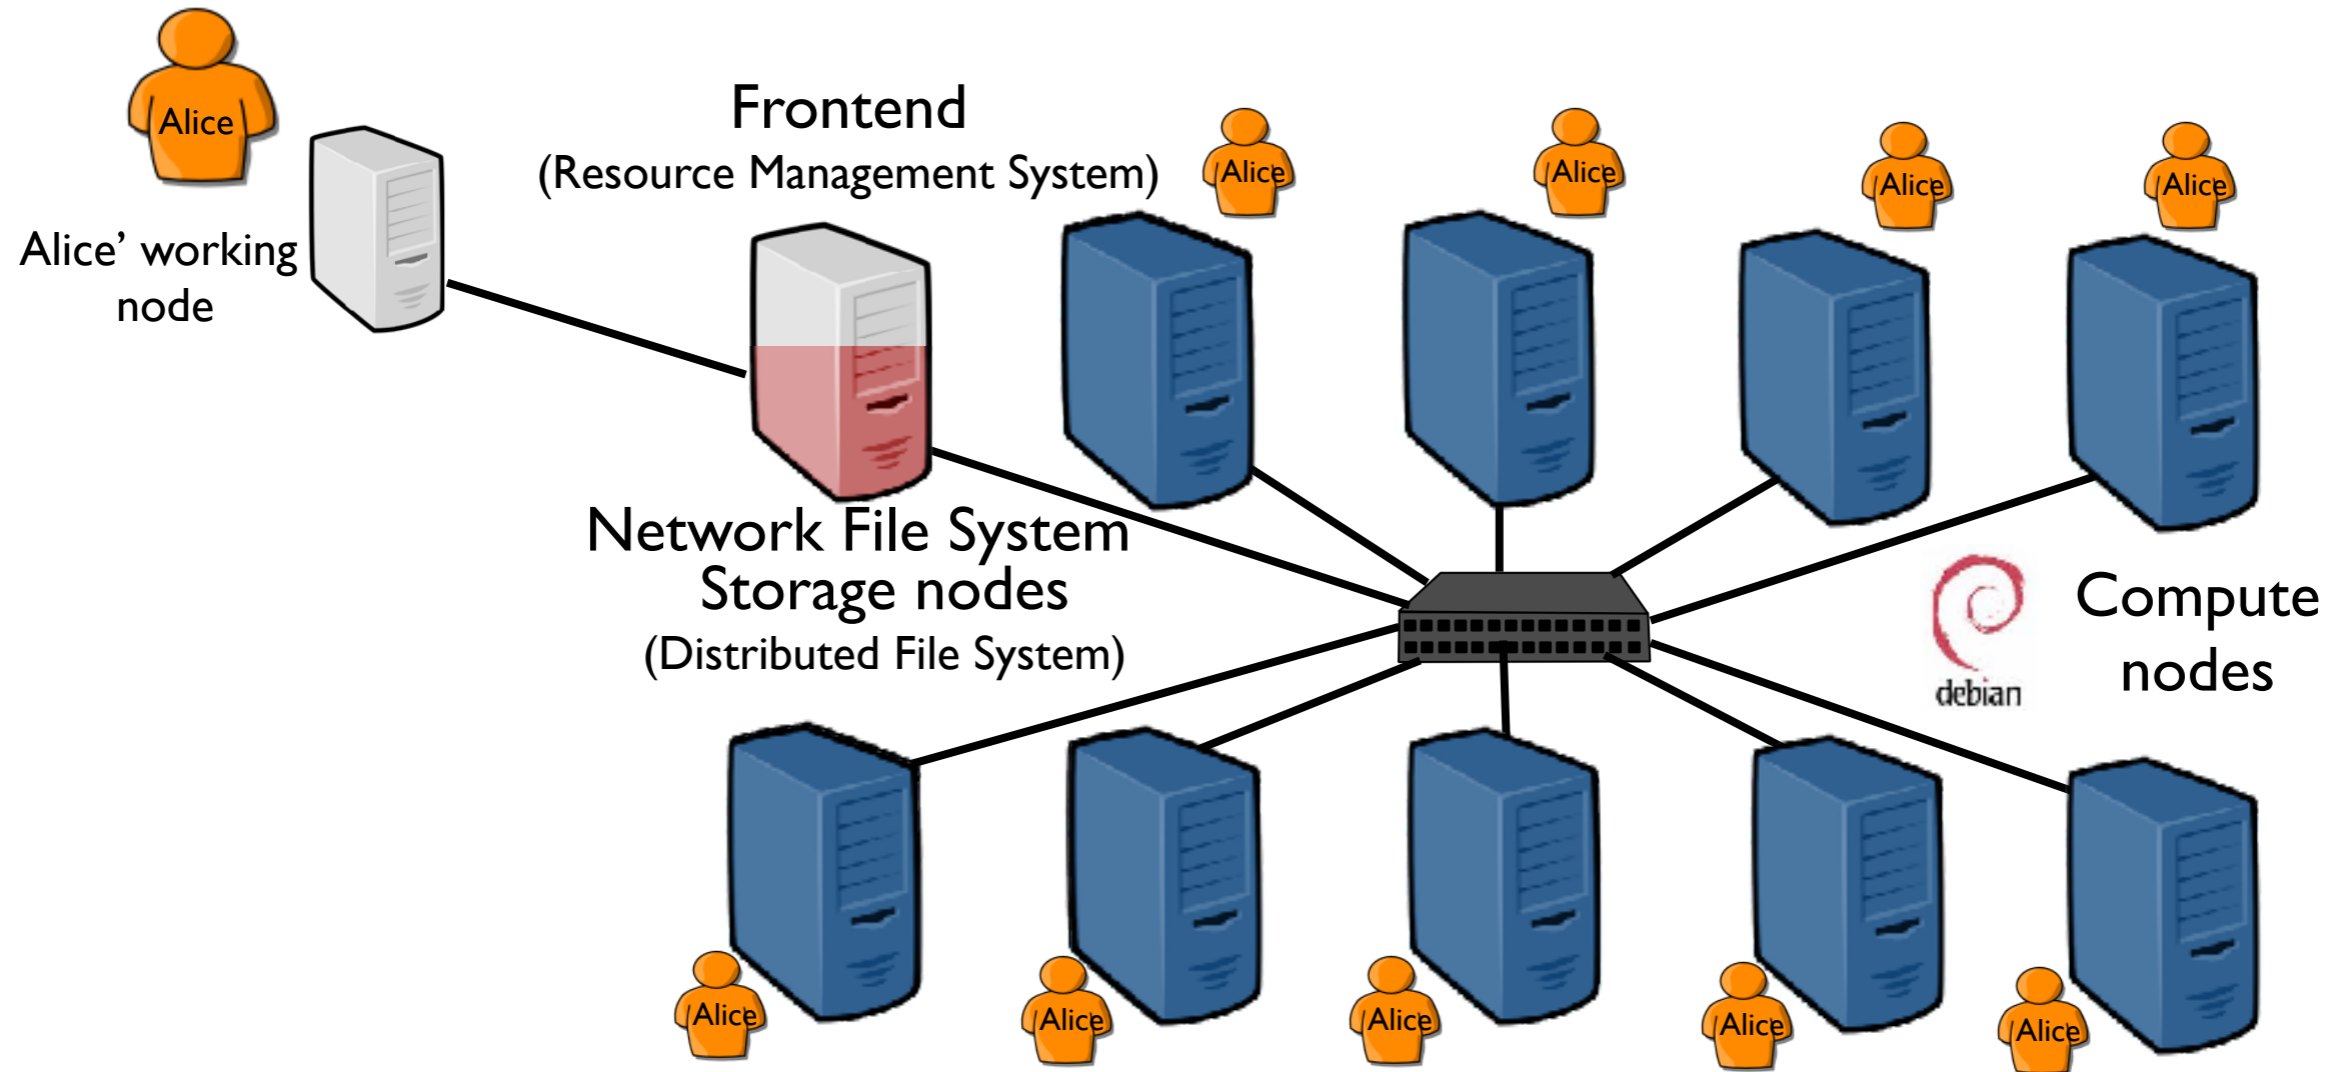 Alice
Alice' working
node
Frontend
(Resource Management System)
Alice
Alice
Alice
Alice
Network File System
Storage nodes
(Distributed File System)
debian
Compute
nodes
Alice
Alice
Alice
Alice
Alice